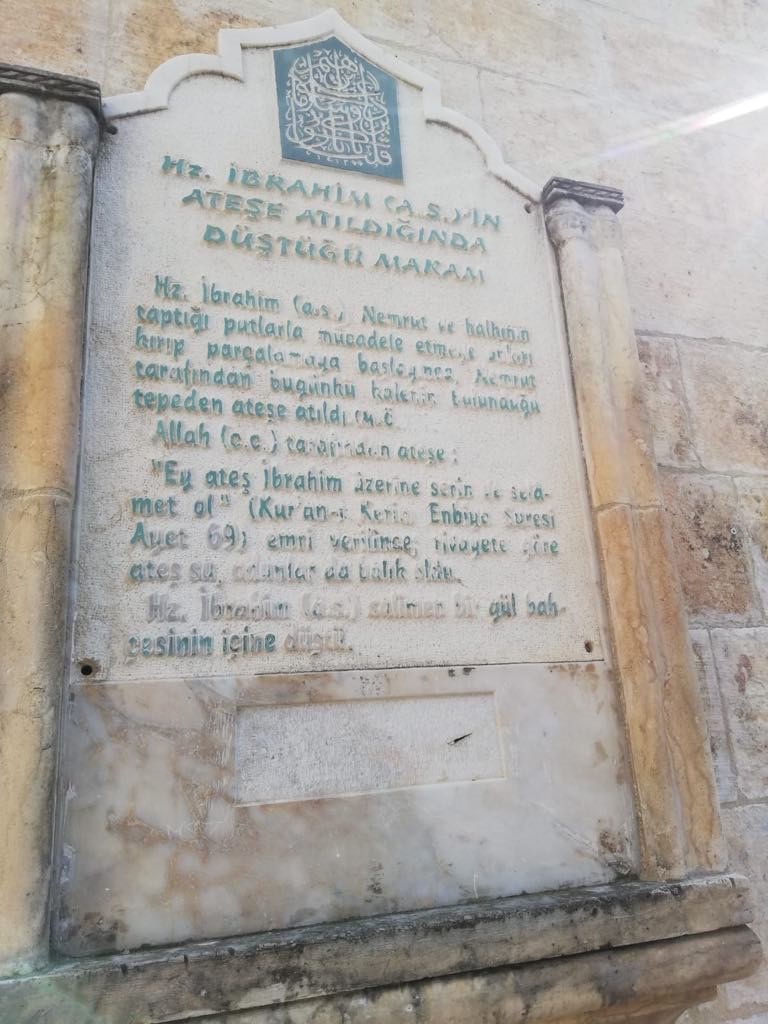 Hz. İBRAHİM (A.S.)'İN
ATEŞE ATILDIĞINDA
DÜŞTÜĞÜ MAKAM
Hz. İbrahim (a.s.) Nemrut ve halkının
taptığı putlarla mücadele etmeye onları
kırıp parçalamaya başlayınca, Nemrut
tarafından bugünkü kalenin bulunduğu
tepeden ateşe atıldı
Allah (c.c.) tarafından ateşe :
"Ey ateş İbrahim üzerine serin ve sela-
met ol" (Kur'an-ı Kerim Enbiya Suresi
Ayet 69) emri verilince, rivayete göre
ateş su, odunlar da balık oldu.
Hz. İbrahim (a.s.) salimen bir gül bah-
çesinin içine düştü.